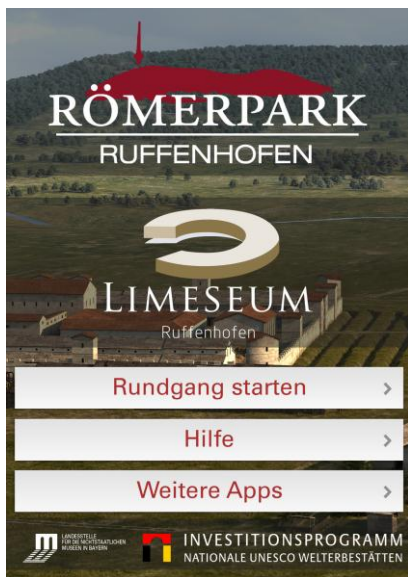 RÖMERPARK
RUFFENHOFEN
LIMESEUM
Ruffenhofen
Rundgang starten
Hilfe
Weitere Apps
LANDESSTELLE
FÜR DIE NICHTSTAATLICHEN
MUSEEN IN BAYERN
INVESTITIONSPROGRAMM
NATIONALE UNESCO WELTERBESTÄTTEN